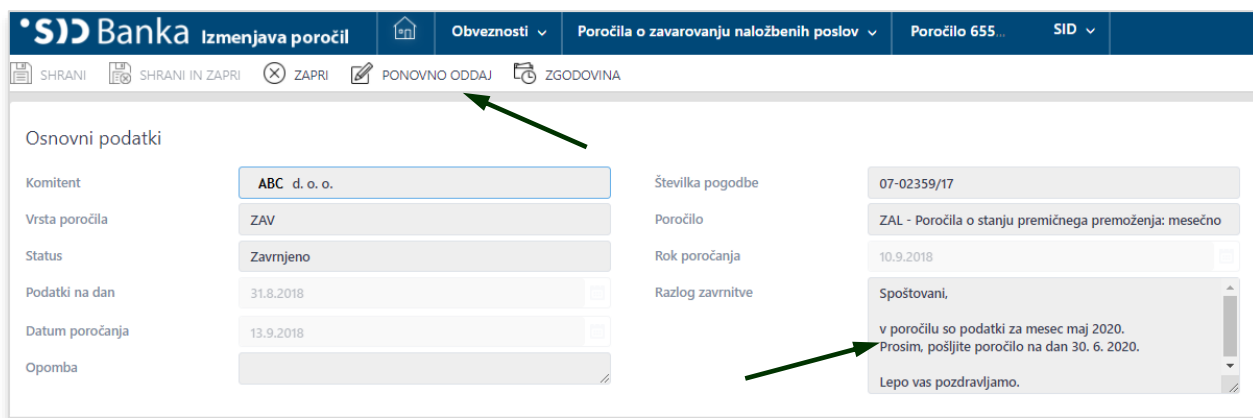 SID Banka Izmenjava poročil Obveznosti Poročila o zavarovanju naložbenih poslov Poročilo 655... SID
SHRANI SHRANI IN ZAPRI ZAPRI PONOVNO ODDAJ ZGODOVINA
Osnovni podatki
Komitent ABC d. o. o. Številka pogodbe 07-02359/17
Vrsta poročila ZAV Poročilo ZAL - Poročila o stanju premičnega premoženja: mesečno
Status Zavrnjeno Rok poročanja 10.9.2018
Podatki na dan 31.8.2018 Razlog zavrnitve Spoštovani,
Datum poročanja 13.9.2018 v poročilu so podatki za mesec maj 2020.
Prosim, pošljite poročilo na dan 30. 6. 2020.
Opomba Lepo vas pozdravljamo.